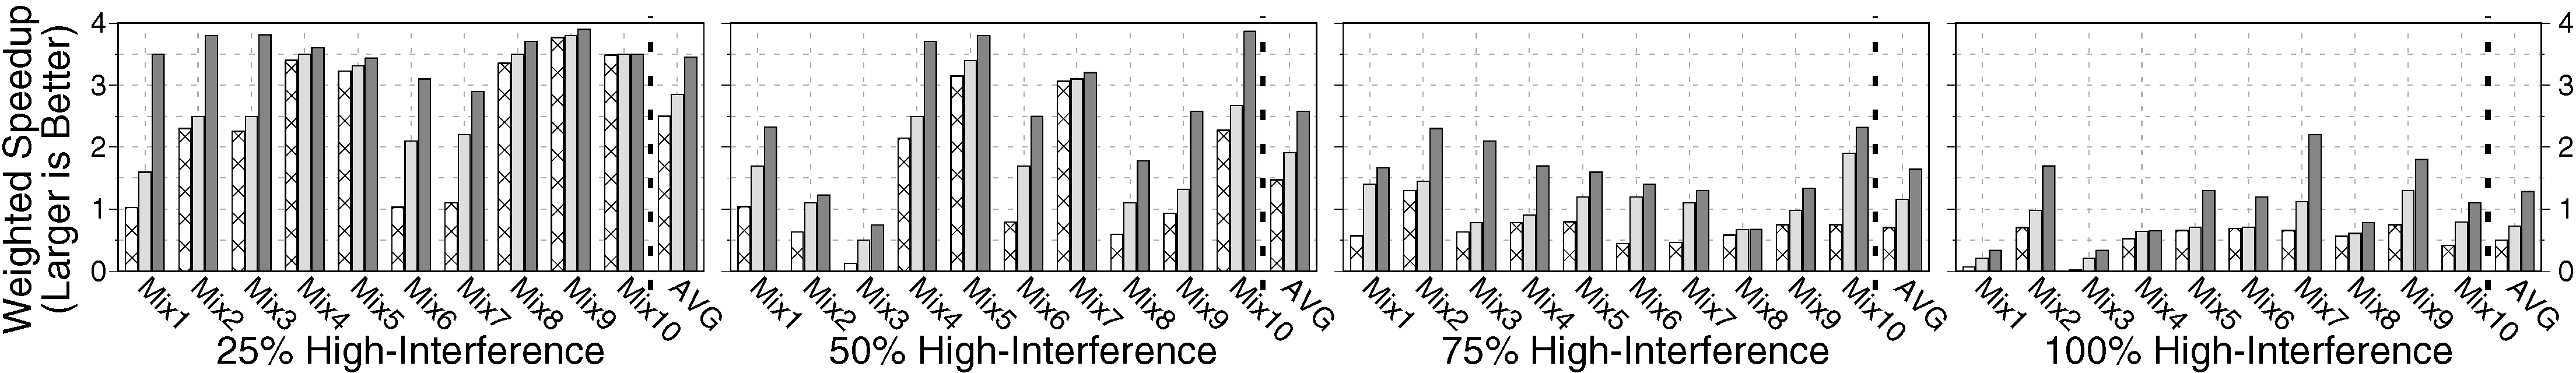 Weighted Speedup
(Larger is Better)
4
3
2
1
0
Mix1 Mix2 Mix3 Mix4 Mix5 Mix6 Mix7 Mix8 Mix9 Mix10 AVG
25% High-Interference
Mix1 Mix2 Mix3 Mix4 Mix5 Mix6 Mix7 Mix8 Mix9 Mix10 AVG
50% High-Interference
Mix1 Mix2 Mix3 Mix4 Mix5 Mix6 Mix7 Mix8 Mix9 Mix10 AVG
75% High-Interference
Mix1 Mix2 Mix3 Mix4 Mix5 Mix6 Mix7 Mix8 Mix9 Mix10 AVG
100% High-Interference
4
3
2
1
0